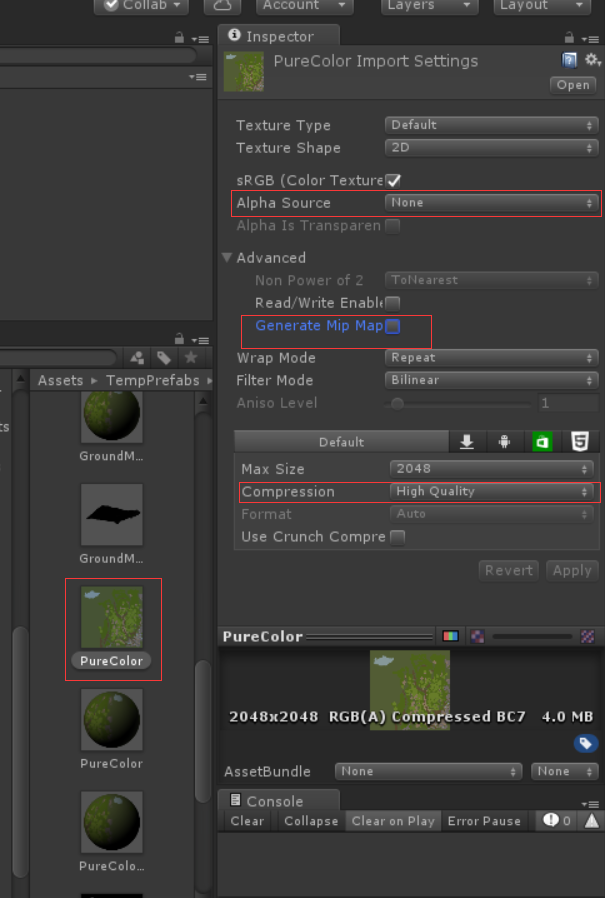 Collab Account Layers Layout
Inspector
PureColor Import Settings
Open
Texture Type Default
Texture Shape 2D
sRGB (Color Texture
Alpha Source None
Alpha Is Transparen
Advanced
Non Power of 2 ToNearest
Read/Write Enable
Generate Mip Map
Wrap Mode Repeat
Filter Mode Bilinear
Aniso Level 1
Default
Max Size 2048
Compression High Quality
Format Auto
Use Crunch Compre
Revert Apply
PureColor
2048x2048 RGB(A) Compressed BC7 4.0 MB
AssetBundle None None
Console
Clear Collapse Clear on Play Error Pause 0
Assets TempPrefabs
ts
GroundM...
GroundM...
PureColor
PureColor
PureColo...